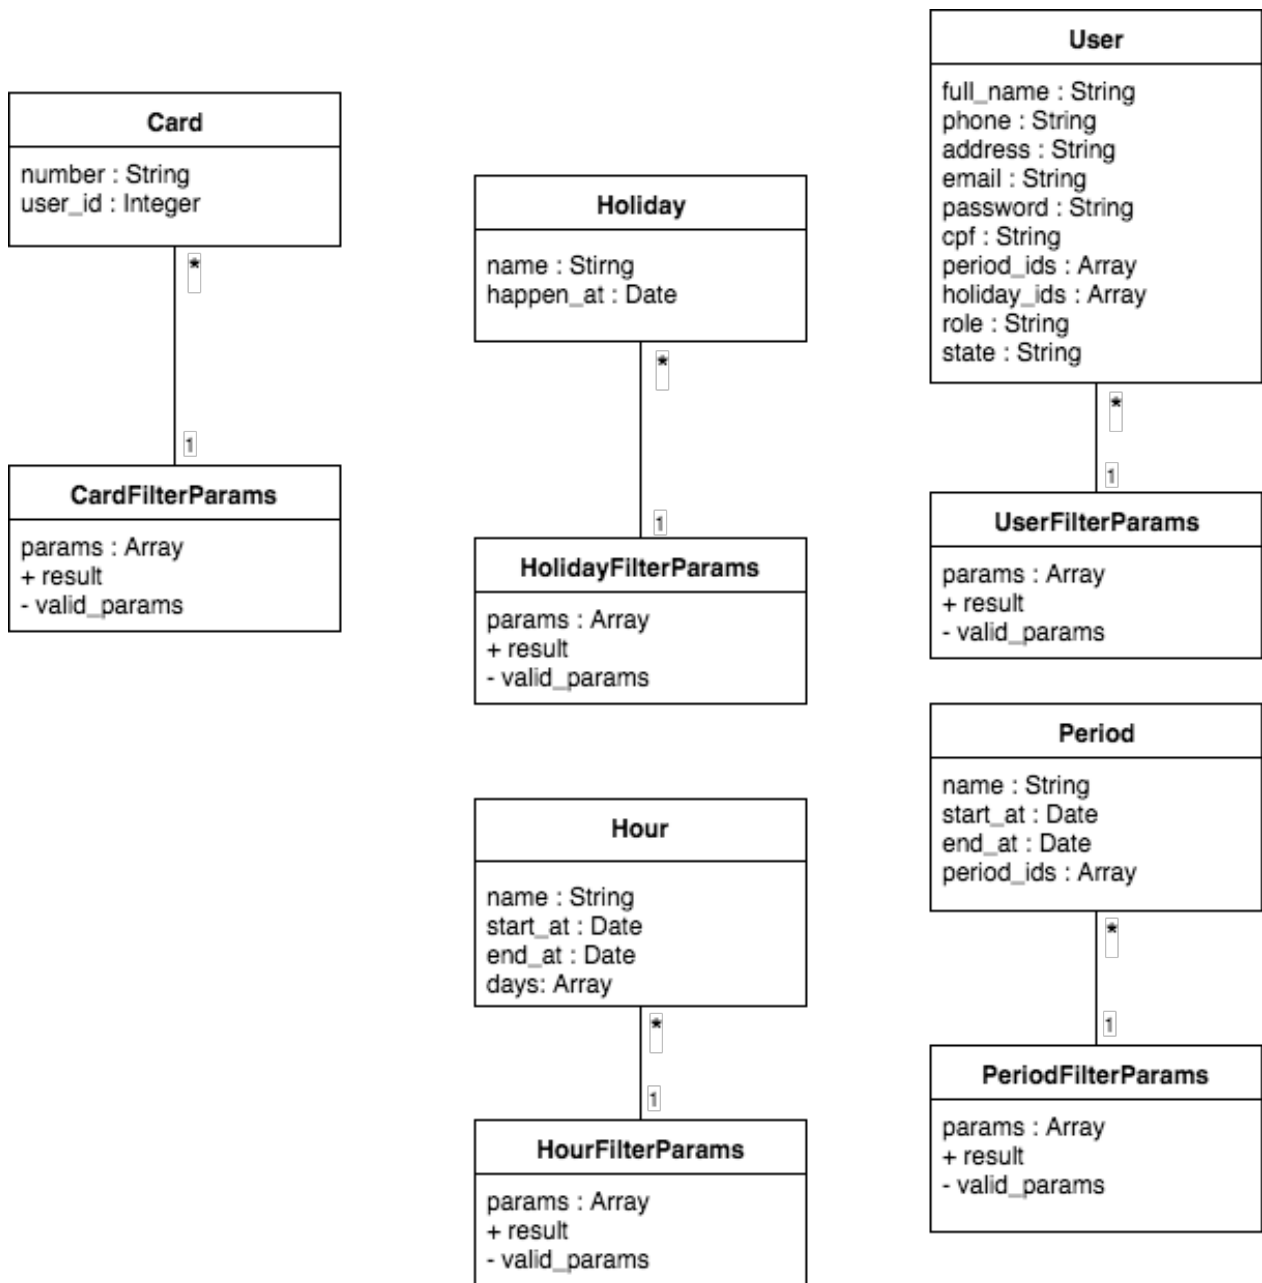 Card
number : String
user_id : Integer
*
1
CardFilterParams
params : Array
+ result
- valid_params
Holiday
name : Stirng
happen_at : Date
*
1
HolidayFilterParams
params : Array
+ result
- valid_params
User
full_name : String
phone : String
address : String
email : String
password : String
cpf : String
period_ids : Array
holiday_ids : Array
role : String
state : String
*
1
UserFilterParams
params : Array
+ result
- valid_params
Hour
name : String
start_at : Date
end_at : Date
days: Array
*
1
HourFilterParams
params : Array
+ result
- valid_params
Period
name : String
start_at : Date
end_at : Date
period_ids : Array
*
1
PeriodFilterParams
params : Array
+ result
- valid_params